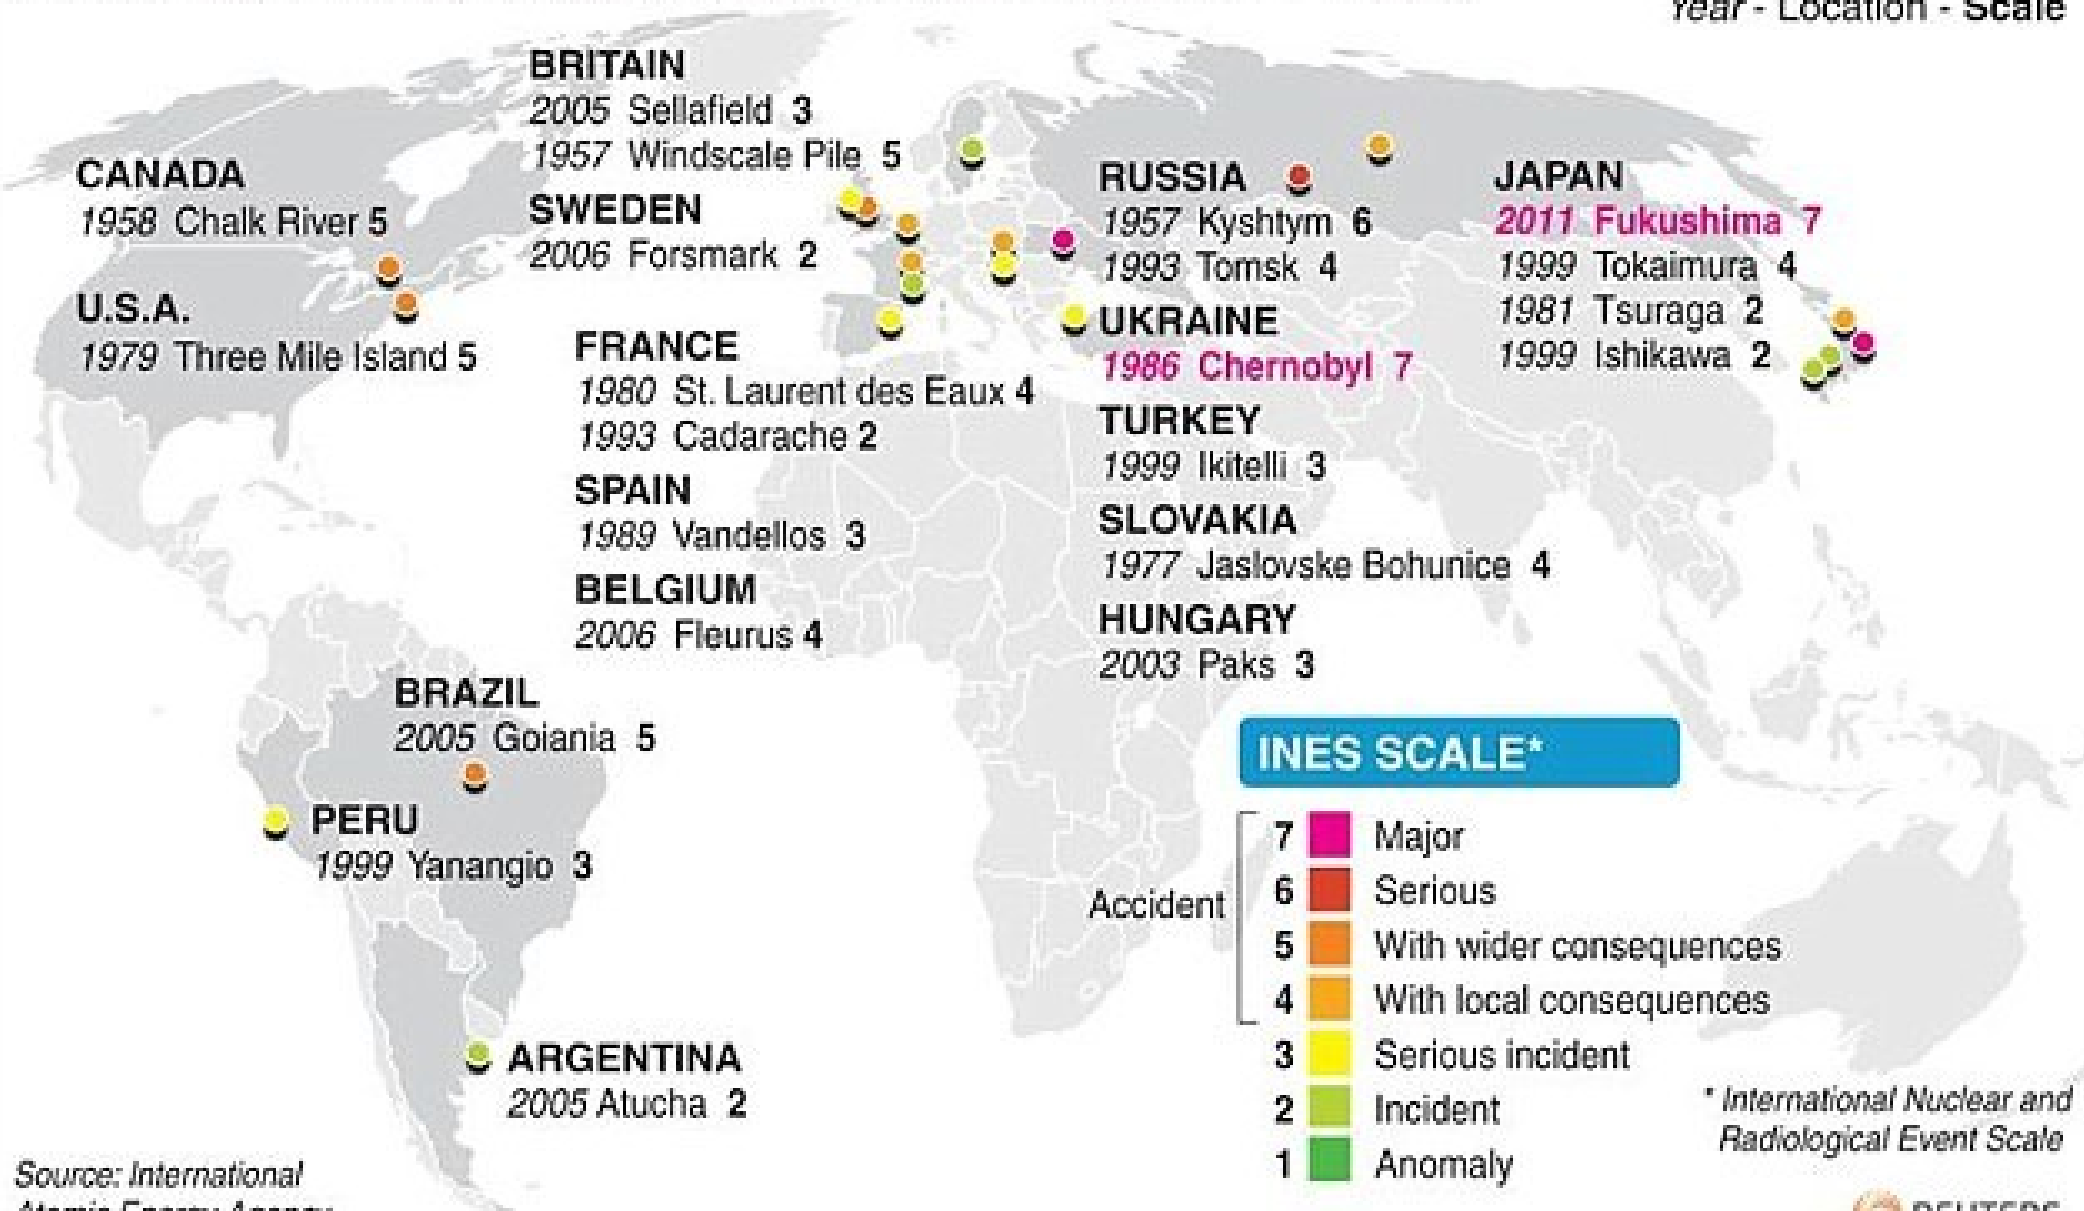 Year - Location - Scale
BRITAIN
2005 Sellafield 3
1957 Windscale Pile 5
CANADA
1958 Chalk River 5
SWEDEN
2006 Forsmark 2
RUSSIA
1957 Kyshtym 6
1993 Tomsk 4
JAPAN
2011 Fukushima 7
1999 Tokaimura 4
1981 Tsuraga 2
1999 Ishikawa 2
U.S.A.
1979 Three Mile Island 5
FRANCE
1980 St. Laurent des Eaux 4
1993 Cadarache 2
UKRAINE
1986 Chernobyl 7
TURKEY
1999 Ikitelli 3
SPAIN
1989 Vandellos 3
SLOVAKIA
1977 Jaslovske Bohunice 4
BELGIUM
2006 Fleurus 4
HUNGARY
2003 Paks 3
BRAZIL
2005 Goiania 5
PERU
1999 Yanangio 3
ARGENTINA
2005 Atucha 2
INES SCALE*
Accident
7 Major
6 Serious
5 With wider consequences
4 With local consequences
3 Serious incident
2 Incident
1 Anomaly
* International Nuclear and
Radiological Event Scale
Source: International
Atomic Energy Agency
REUTERS